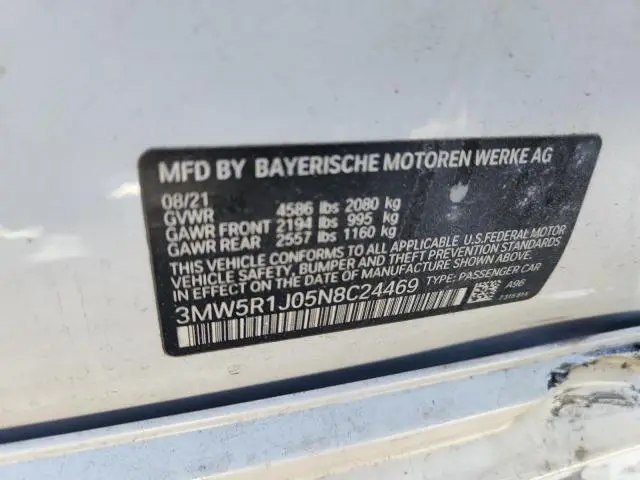 MFD BY BAYERISCHE MOTOREN WERKE AG
08/21
GVWR 4586 lbs 2080 kg
GAWR FRONT 2194 lbs 995 kg
GAWR REAR 2557 lbs 1160 kg
THIS VEHICLE CONFORMS TO ALL APPLICABLE U.S. FEDERAL MOTOR
VEHICLE SAFETY, BUMPER AND THEFT PREVENTION STANDARDS
IN EFFECT ON THE DATE OF MANUFACTURE SHOWN ABOVE.
3MW5R1J05N8C24469 TYPE: PASSENGER CAR
A96